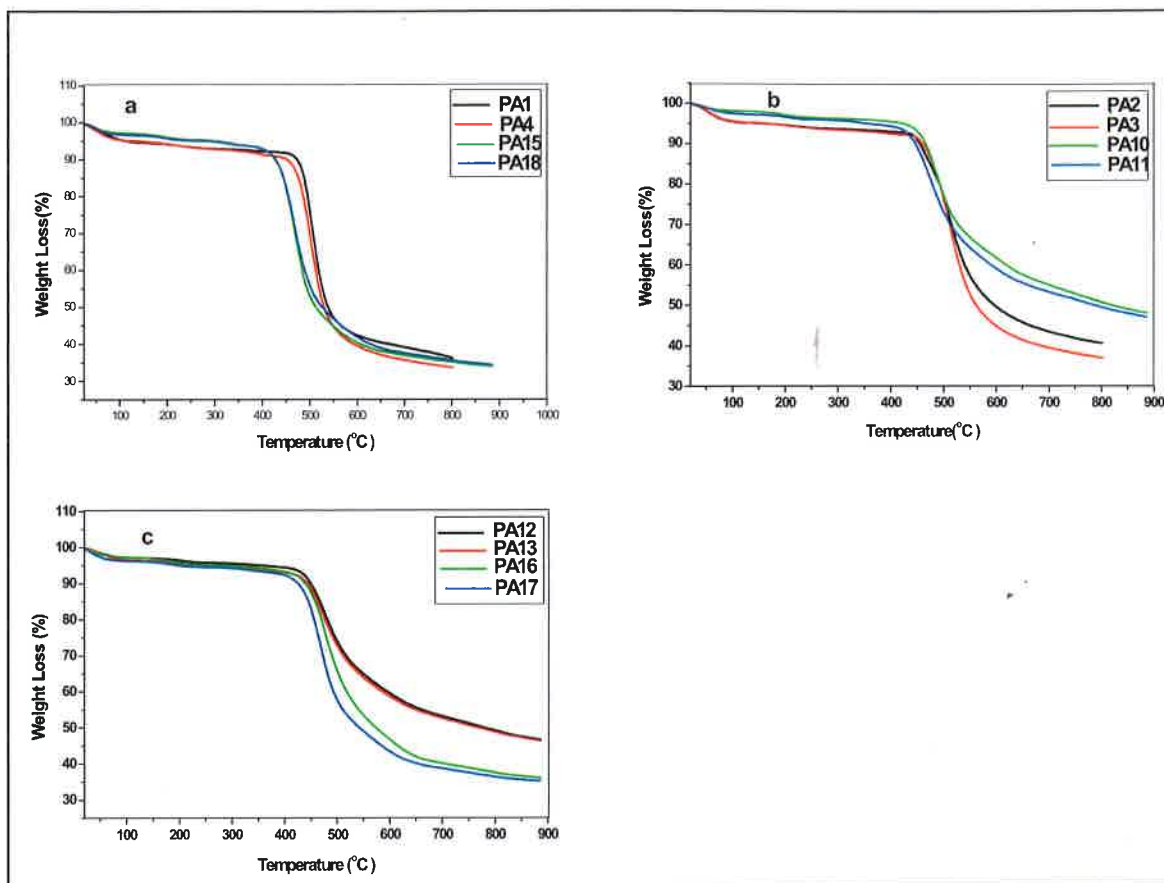 a
PA1
PA4
PA15
PA18
110
100
90
80
70
60
50
40
30
Weight Loss(%)
100 200 300 400 500 600 700 800 900 1000
Temperature (°C)
b
PA2
PA3
PA10
PA11
100
90
80
70
60
50
40
30
Weight Loss(%)
100 200 300 400 500 600 700 800 900
Temperature(°C)
c
PA12
PA13
PA16
PA17
110
100
90
80
70
60
50
40
30
Weight Loss (%)
100 200 300 400 500 600 700 800 900
Temperature (°C)